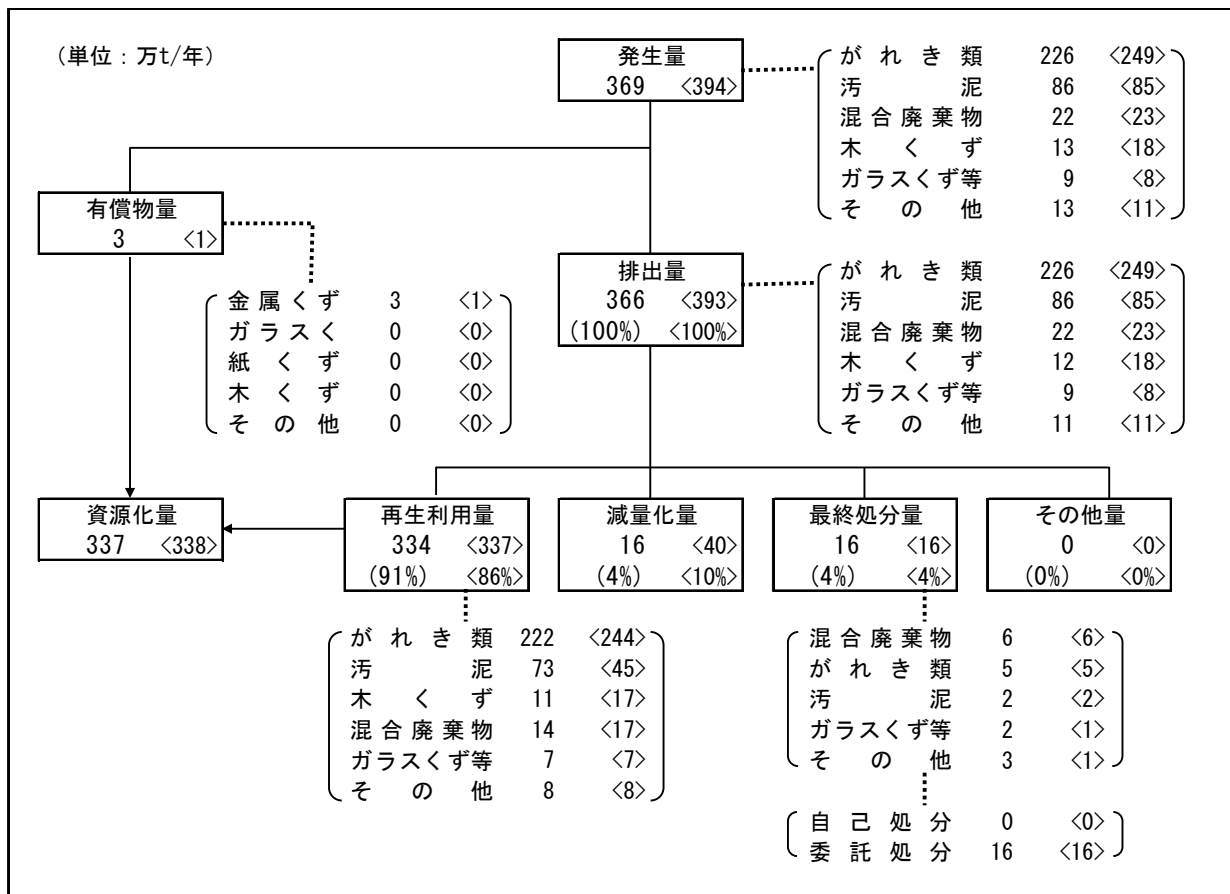 (単位：万t/年)
発生量
369 <394>
がれき類 226 <249>
汚泥 86 <85>
混合廃棄物 22 <23>
木くず 13 <18>
ガラスくず等 9 <8>
その他 13 <11>
有償物量
3 <1>
金属くず 3 <1>
ガラスく 0 <0>
紙くず 0 <0>
木くず 0 <0>
その他 0 <0>
排出量
366 <393>
(100%) <100%>
がれき類 226 <249>
汚泥 86 <85>
混合廃棄物 22 <23>
木くず 12 <18>
ガラスくず等 9 <8>
その他 11 <11>
資源化量
337 <338>
再生利用量
334 <337>
(91%) <86%>
減量化量
16 <40>
(4%) <10%>
最終処分量
16 <16>
(4%) <4%>
その他量
0 <0>
(0%) <0%>
がれき類 222 <244>
汚泥 73 <45>
木くず 11 <17>
混合廃棄物 14 <17>
ガラスくず等 7 <7>
その他 8 <8>
混合廃棄物 6 <6>
がれき類 5 <5>
汚泥 2 <2>
ガラスくず等 2 <1>
その他 3 <1>
自己処分 0 <0>
委託処分 16 <16>